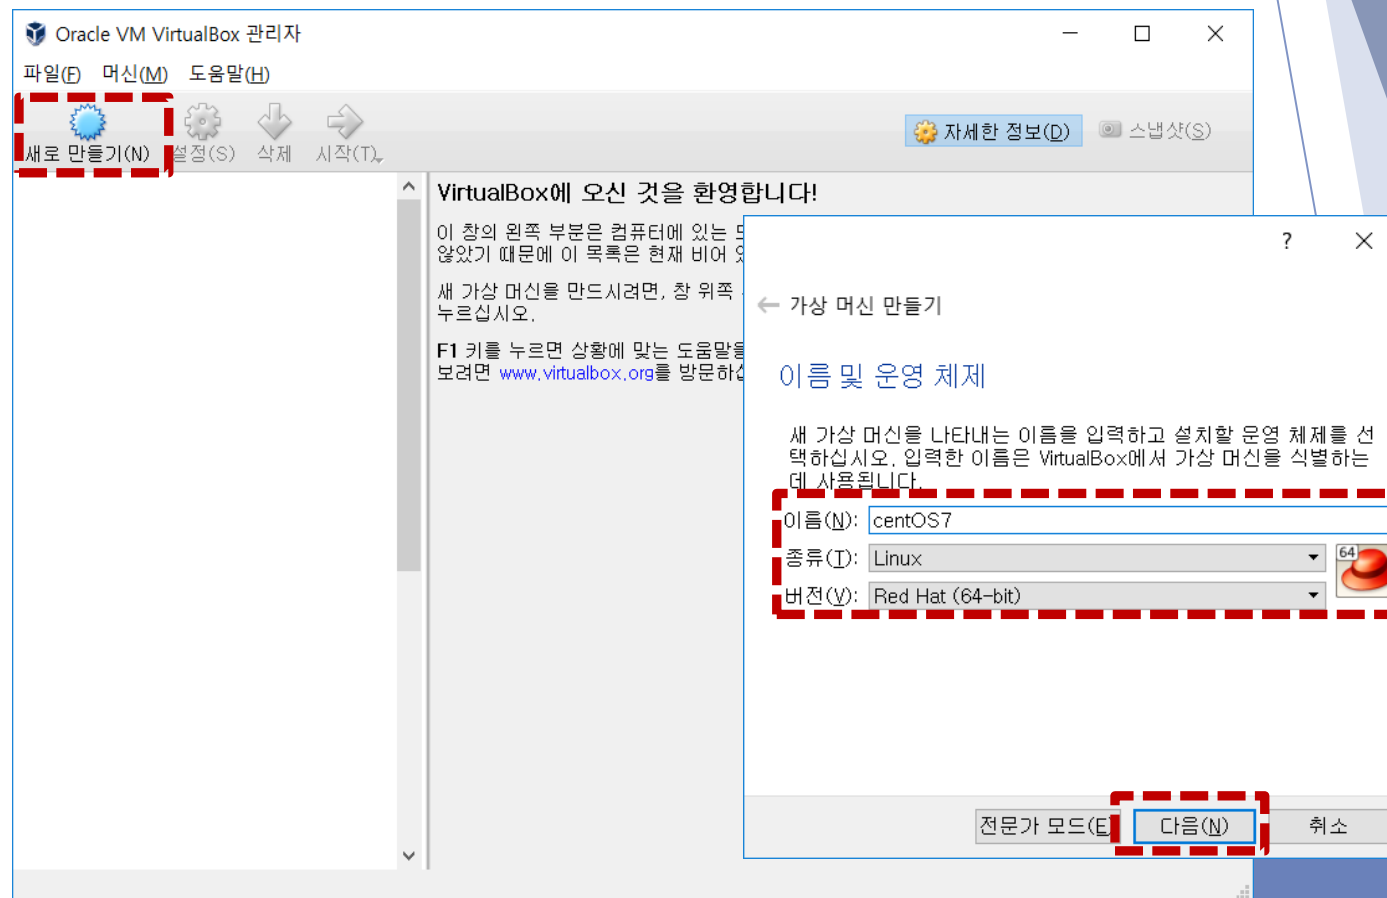 Oracle VM VirtualBox 관리자
파일(F) 머신(M) 도움말(H)
새로 만들기(N) 설정(S) 삭제 시작(T) 자세한 정보(D) 스냅샷(S)
VirtualBox에 오신 것을 환영합니다!
이 창의 왼쪽 부분은 컴퓨터에 있는
않았기 때문에 이 목록은 현재 비어
새 가상 머신을 만드시려면, 창 위쪽
누르십시오.
F1 키를 누르면 상황에 맞는 도움말을
보려면 www.virtualbox.org를 방문하십
?
가상 머신 만들기
이름 및 운영 체제
새 가상 머신을 나타내는 이름을 입력하고 설치할 운영 체제를 선
택하십시오. 입력한 이름은 VirtualBox에서 가상 머신을 식별하는
데 사용됩니다.
이름(N): centOS7
종류(T): Linux
64
버전(V): Red Hat (64-bit)
전문가 모드(E) 다음(N) 취소